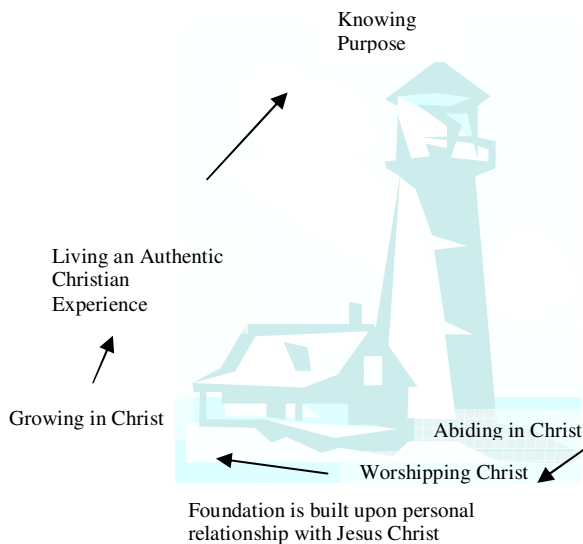 Knowing
Purpose
Living an Authentic
Christian
Experience
Growing in Christ
Abiding in Christ
Worshipping Christ
Foundation is built upon personal
relationship with Jesus Christ